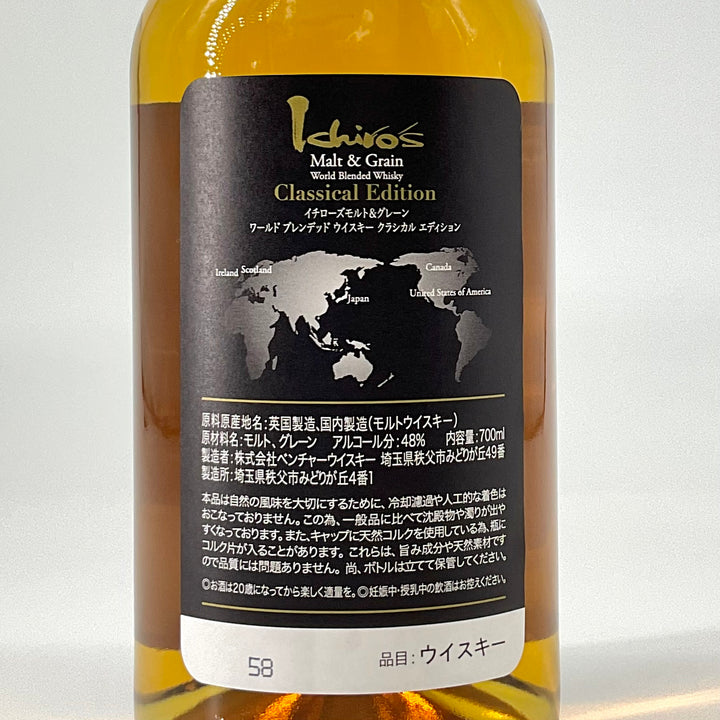 Ichiro's
Malt & Grain
World Blended Whisky
Classical Edition
イチローズモルト&グレーン
ワールド ブレンデッド ウイスキー クラシカル エディション
Ireland Scotland
Canada
Japan
United States of America
原料原産地名:英国製造、国内製造(モルトウイスキー)
原材料名:モルト、グレーン アルコール分:48% 内容量:700ml
製造者:株式会社ベンチャーウイスキー 埼玉県秩父市みどりが丘49番
製造所:埼玉県秩父市みどりが丘4番1
本品は自然の風味を大切にするために、冷却濾過や人工的な着色は
おこなっておりません。この為、一般品に比べて沈殿物や濁りが出や
すくなっております。また、キャップに天然コルクを使用している為、瓶に
コルク片が入ることがあります。これらは、旨み成分や天然素材です
ので品質には問題ありません。尚、ボトルは立てて保管してください。
◎お酒は20歳になってから楽しく適量を。◎妊娠中・授乳中の飲酒はお控えください。
58
品目:ウイスキー